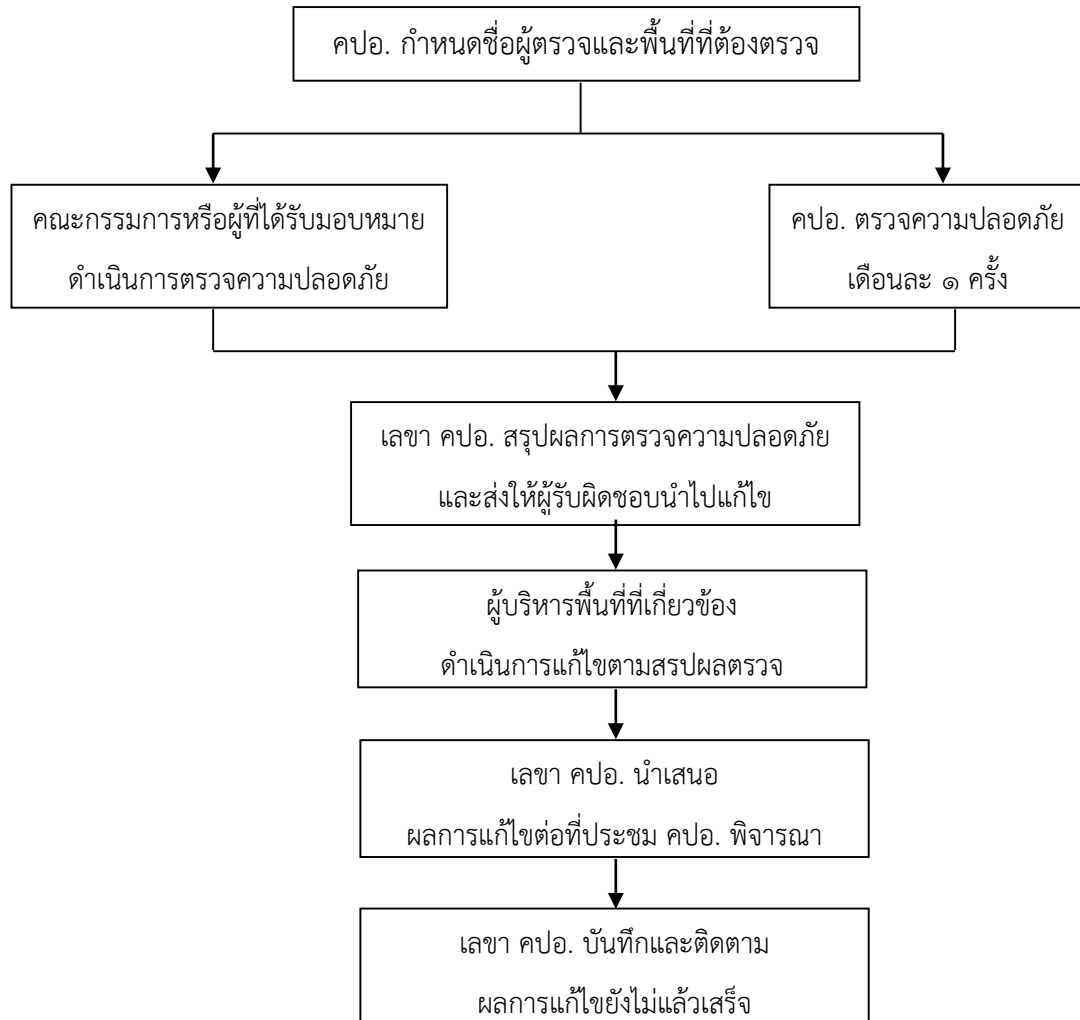 คปอ. กำหนดชื่อผู้ตรวจและพื้นที่ที่ต้องตรวจ
คณะกรรมการหรือผู้ที่ได้รับมอบหมาย
ดำเนินการตรวจความปลอดภัย
คปอ. ตรวจความปลอดภัย
เดือนละ ๑ ครั้ง
เลขา คปอ. สรุปผลการตรวจความปลอดภัย
และส่งให้ผู้รับผิดชอบนำไปแก้ไข
ผู้บริหารพื้นที่ที่เกี่ยวข้อง
ดำเนินการแก้ไขตามสรปผลตรวจ
เลขา คปอ. นำเสนอ
ผลการแก้ไขต่อที่ประชม คปอ. พิจารณา
เลขา คปอ. บันทึกและติดตาม
ผลการแก้ไขยังไม่แล้วเสร็จ